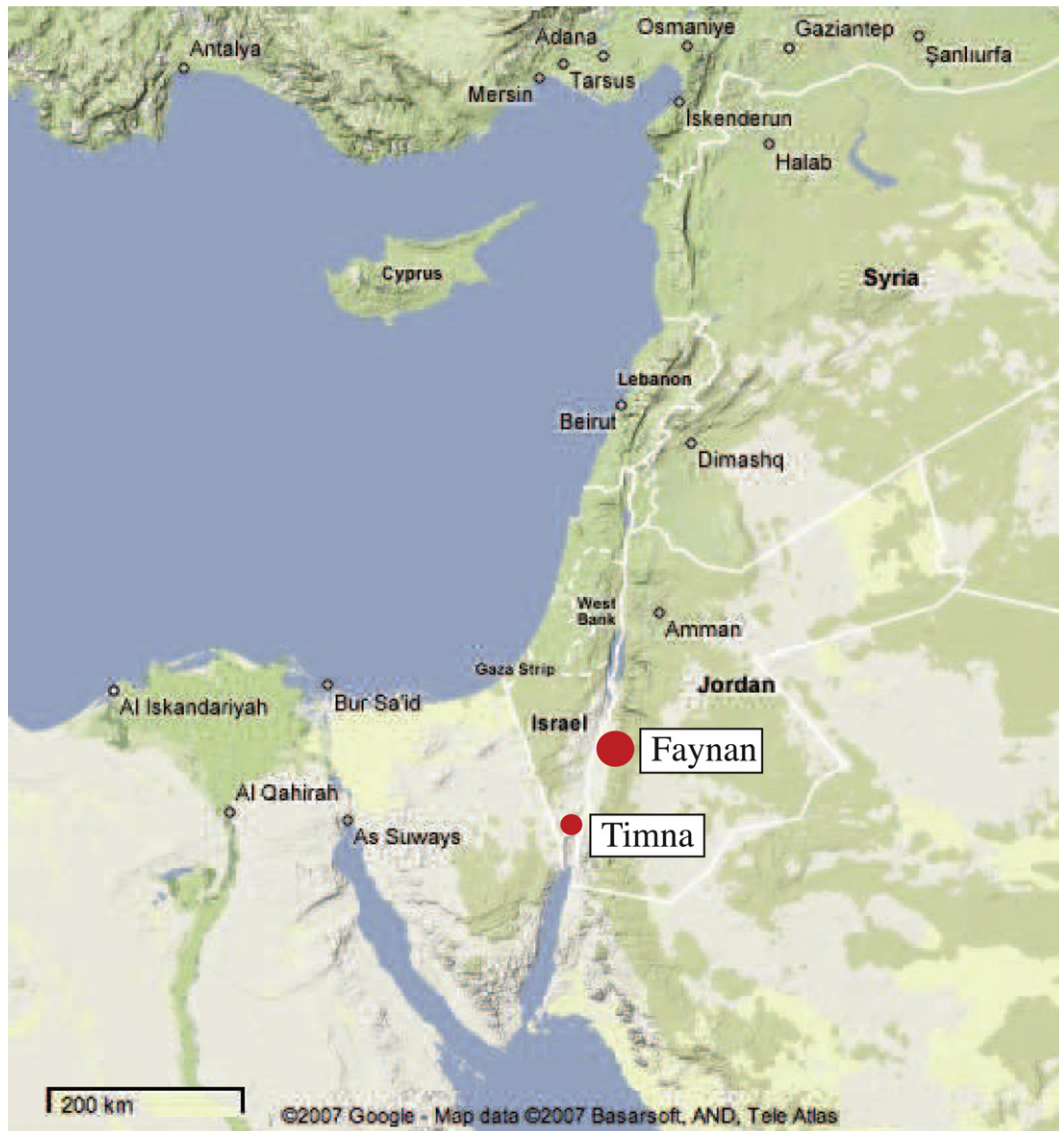 Antalya
Adana
Osmaniye
Gaziantep
Şanlıurfa
Tarsus
Mersin
İskenderun
Halab
Cyprus
Syria
Lebanon
Beirut
Dimashq
West
Bank
Amman
Gaza Strip
Jordan
Al Iskandariyah
Bur Sa'id
Israel
Faynan
Al Qahirah
As Suways
Timna
200 km
©2007 Google - Map data ©2007 Basarsoft, AND, Tele Atlas